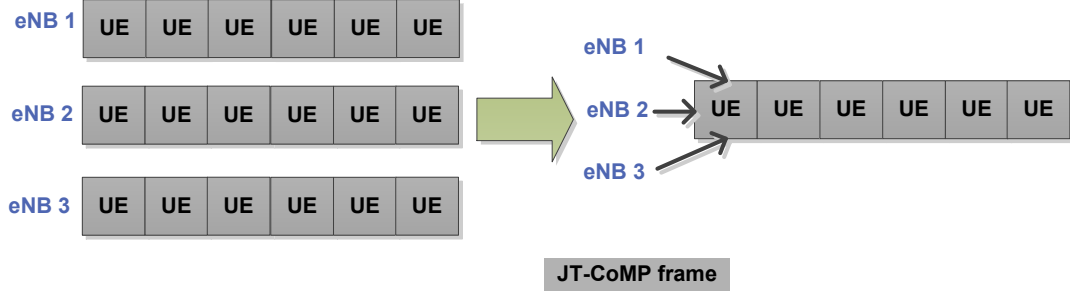 eNB 1 UE UE UE UE UE UE
eNB 2 UE UE UE UE UE UE
eNB 3 UE UE UE UE UE UE
eNB 1
eNB 2 UE UE UE UE UE UE
eNB 3
JT-CoMP frame